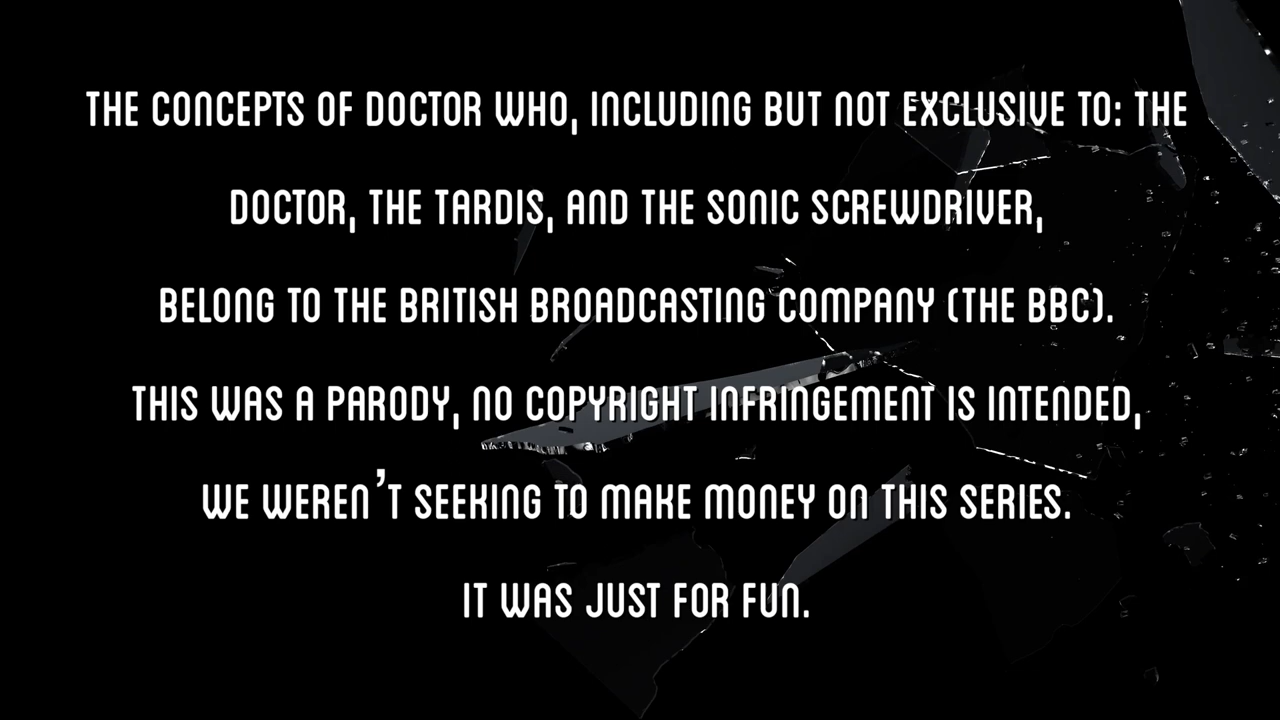 THE CONCEPTS OF DOCTOR WHO, INCLUDING BUT NOT EXCLUSIVE TO: THE
DOCTOR, THE TARDIS, AND THE SONIC SCREWDRIVER,
BELONG TO THE BRITISH BROADCASTING COMPANY (THE BBC).
THIS WAS A PARODY, NO COPYRIGHT INFRINGEMENT IS INTENDED,
WE WEREN'T SEEKING TO MAKE MONEY ON THIS SERIES.
IT WAS JUST FOR FUN.